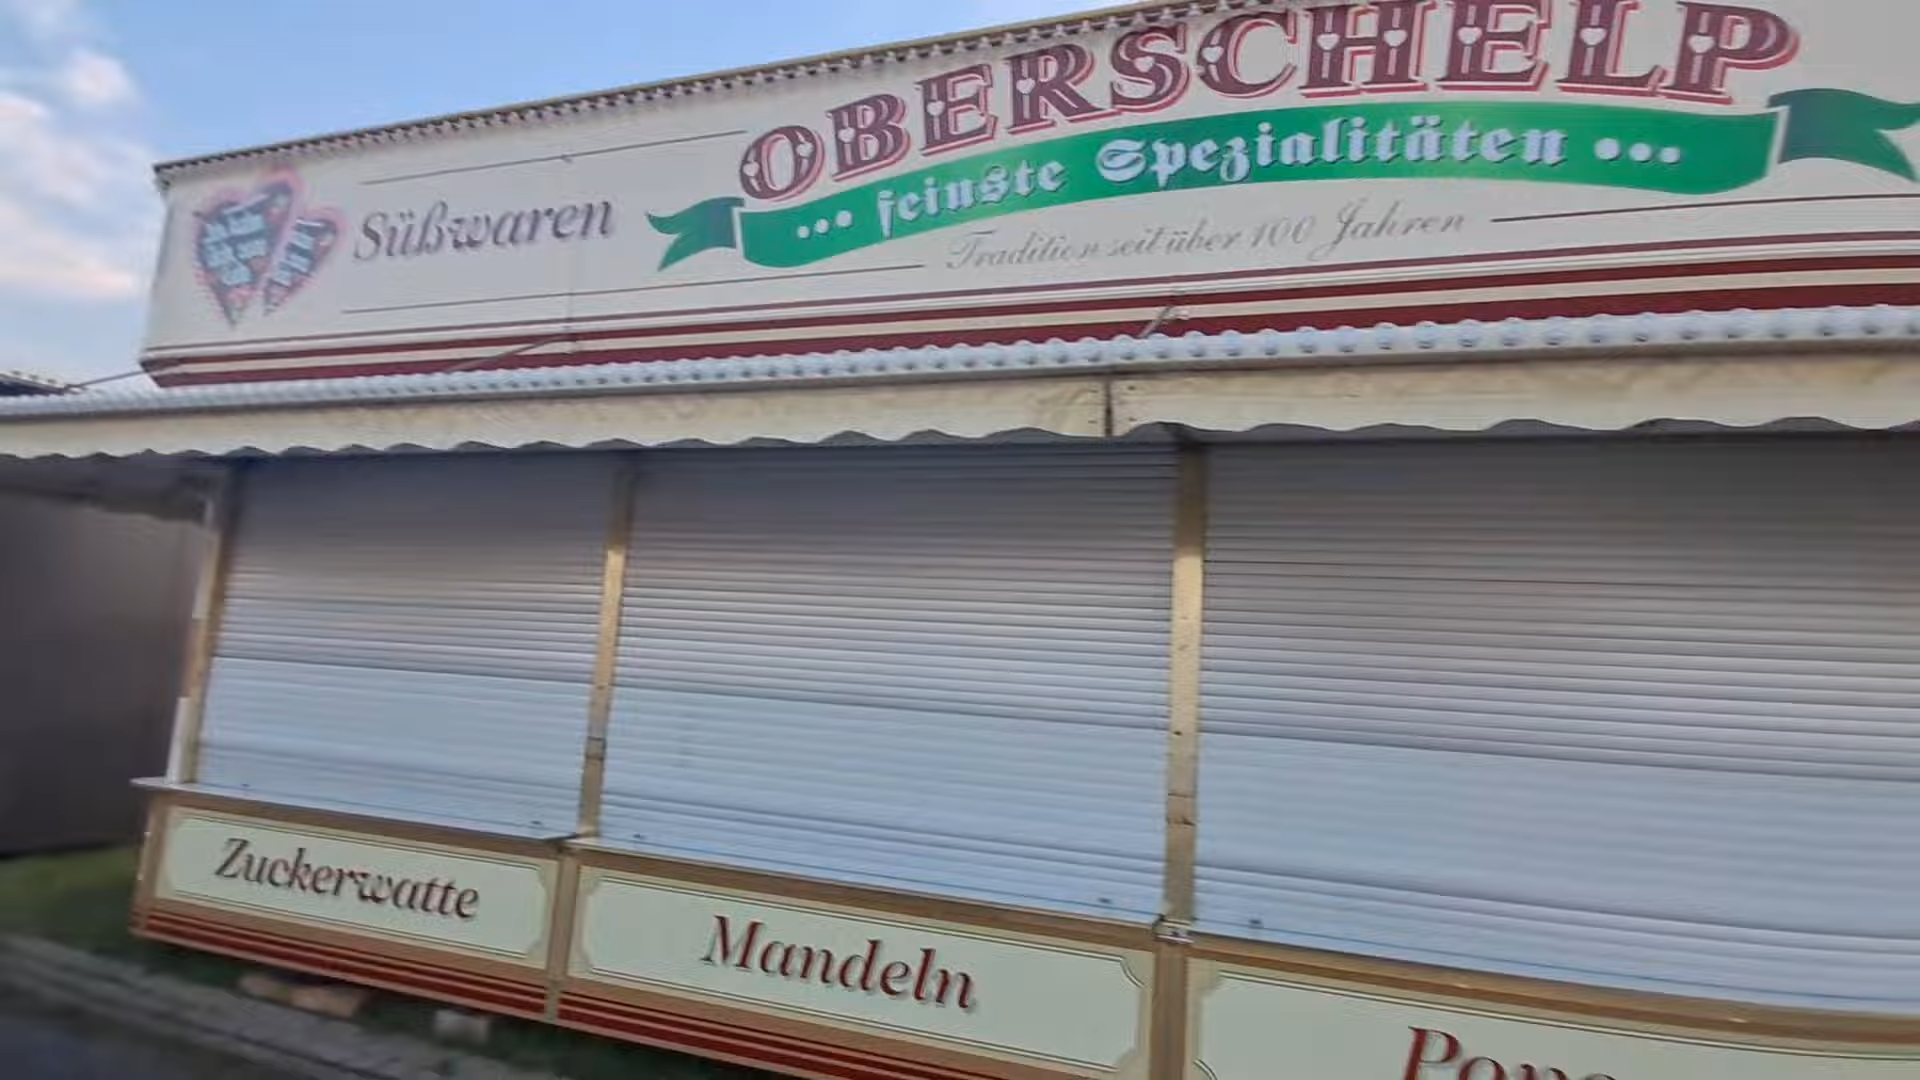 OBERSCHELP
Süßwaren
... feinste Spezialitäten ...
Tradition seit über 100 Jahren
Zuckerwatte
Mandeln